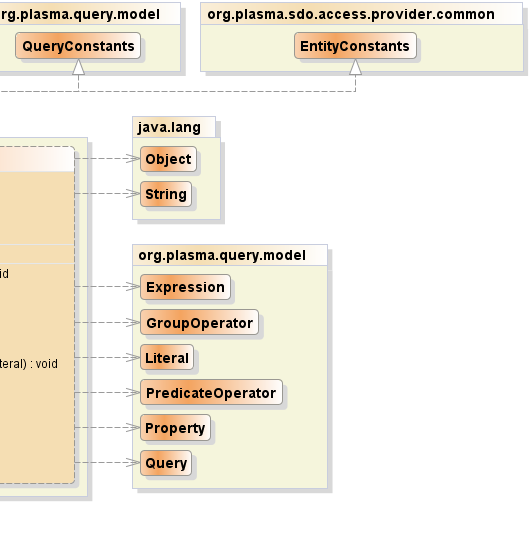 rg.plasma.query.model
org.plasma.sdo.access.provider.common
QueryConstants
EntityConstants
java.lang
Object
String
org.plasma.query.model
id
Expression
GroupOperator
Literal
teral) : void
PredicateOperator
Property
Query